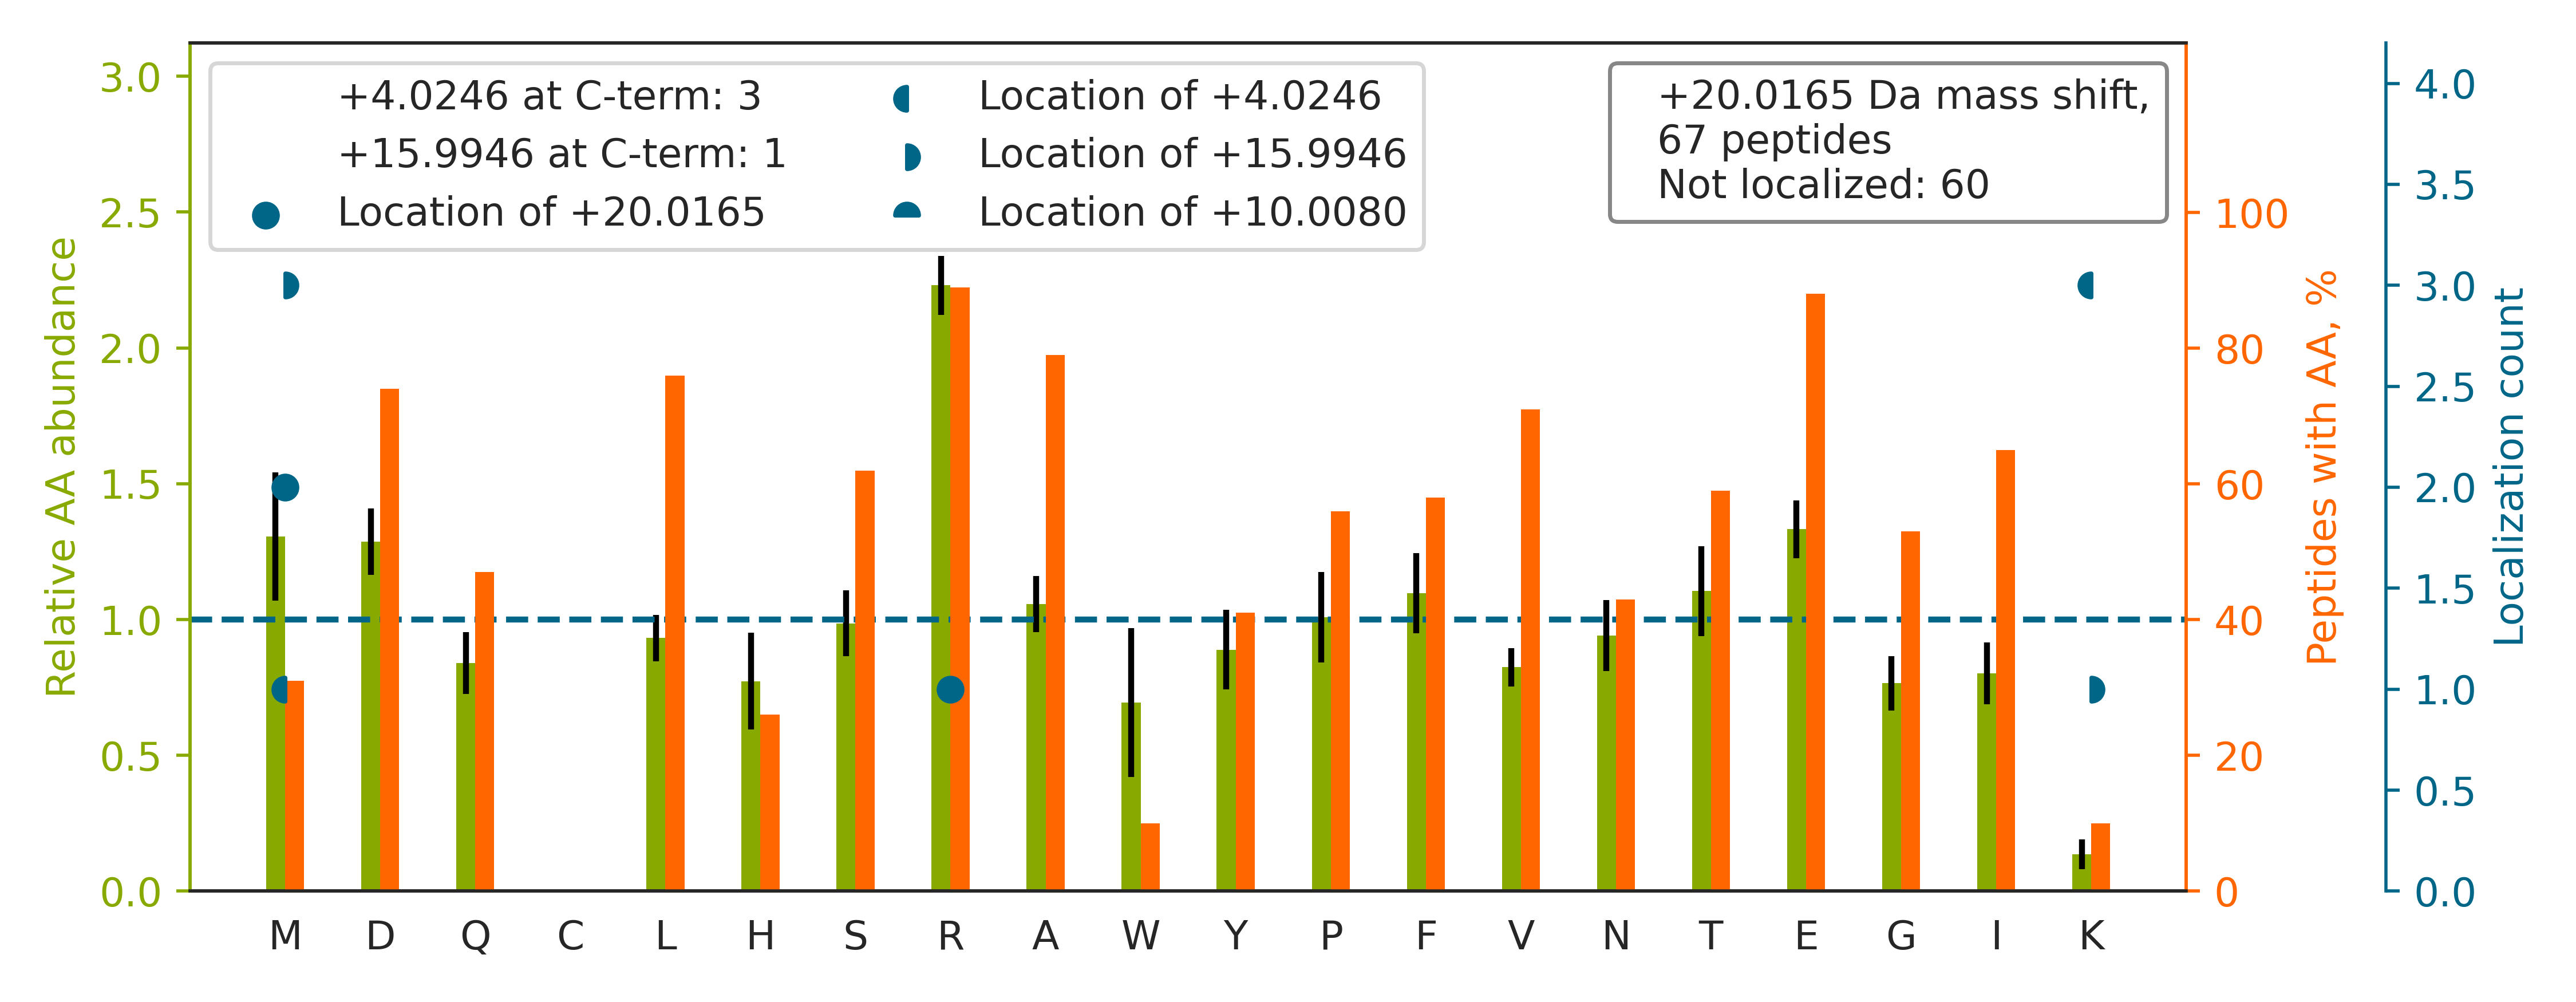 +4.0246 at C-term: 3
+15.9946 at C-term: 1
Location of +20.0165
Location of +4.0246
Location of +15.9946
Location of +10.0080
+20.0165 Da mass shift,
67 peptides
Not localized: 60
Relative AA abundance
3.0
2.5
2.0
1.5
1.0
0.5
0.0
M D Q C L H S R A W Y P F V N T E G I K
100
80
60
40
20
0
Peptides with AA, %
4.0
3.5
3.0
2.5
2.0
1.5
1.0
0.5
0.0
Localization count